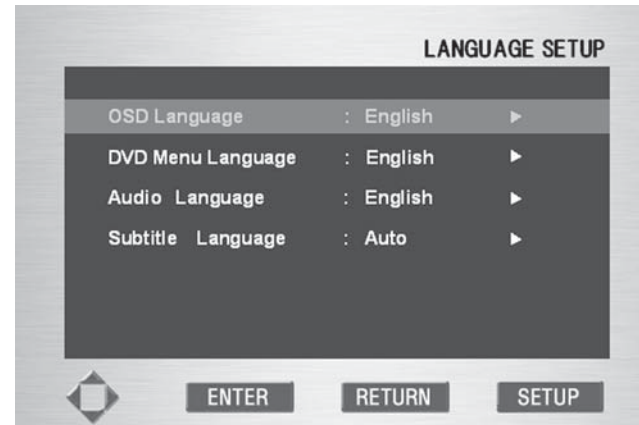 LANGUAGE SETUP
OSD Language : English ▶
DVD Menu Language : English ▶
Audio Language : English ▶
Subtitle Language : Auto ▶
ENTER RETURN SETUP